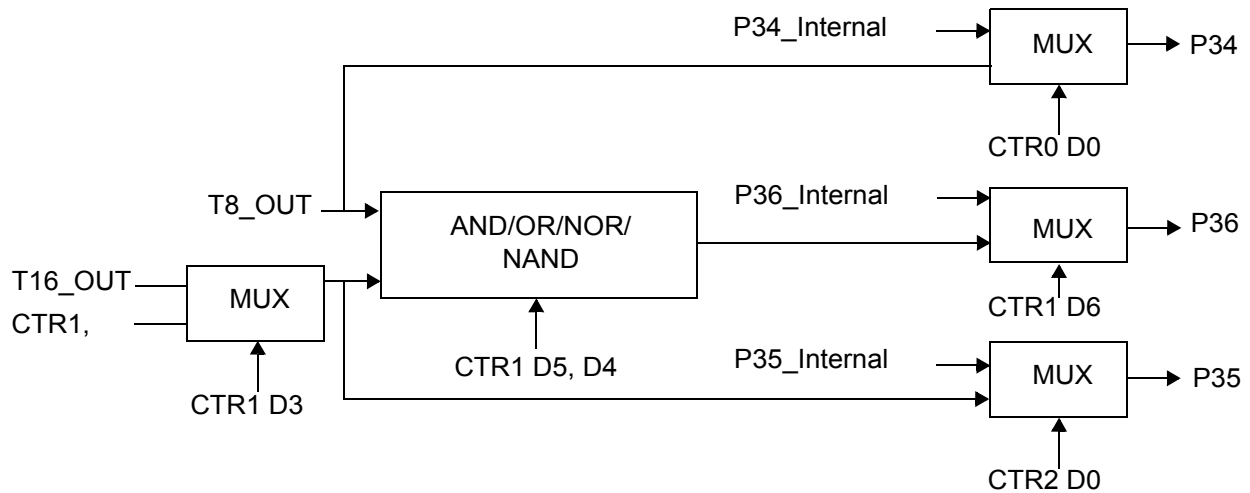 P34_Internal
MUX
P34
CTR0 D0
T8_OUT
AND/OR/NOR/
NAND
P36_Internal
MUX
P36
CTR1 D6
T16_OUT
CTR1,
MUX
CTR1 D3
CTR1 D5, D4
P35_Internal
MUX
P35
CTR2 D0